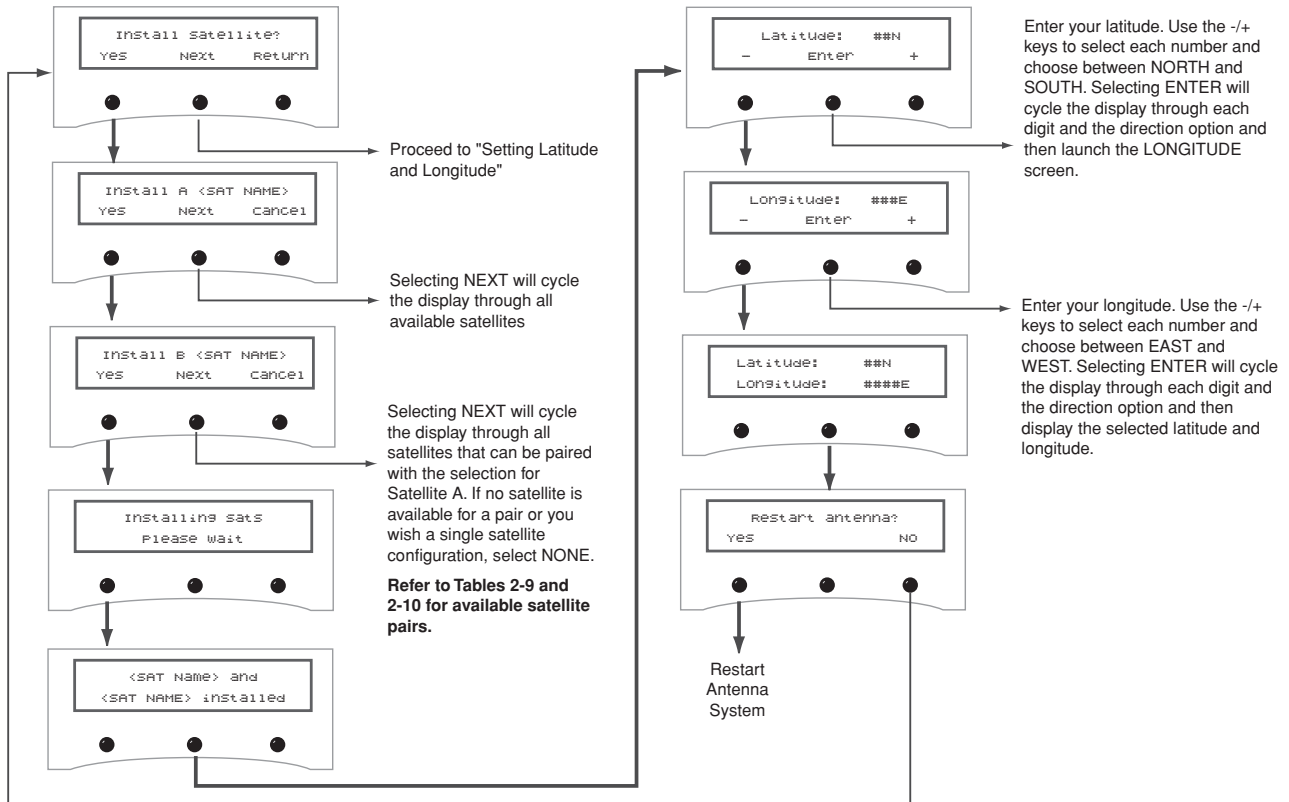 Install Satellite?
Yes Next Return
Proceed to "Setting Latitude
and Longitude"
Install A <SAT NAME>
Yes Next Cancel
Selecting NEXT will cycle
the display through all
available satellites
Install B <SAT NAME>
Yes Next Cancel
Selecting NEXT will cycle
the display through all
satellites that can be paired
with the selection for
Satellite A. If no satellite is
available for a pair or you
wish a single satellite
configuration, select NONE.
Refer to Tables 2-9 and
2-10 for available satellite
pairs.
Installing Sats
Please Wait
<SAT Name> and
<SAT NAME> installed
Latitude: ##N
- Enter +
Enter your latitude. Use the -/+
keys to select each number and
choose between NORTH and
SOUTH. Selecting ENTER will
cycle the display through each
digit and the direction option and
then launch the LONGITUDE
screen.
Longitude: ###E
- Enter +
Enter your longitude. Use the -/+
keys to select each number and
choose between EAST and
WEST. Selecting ENTER will cycle
the display through each digit and
the direction option and then
display the selected latitude and
longitude.
Latitude: ##N
Longitude: ####E
Restart antenna?
Yes NO
Restart
Antenna
System